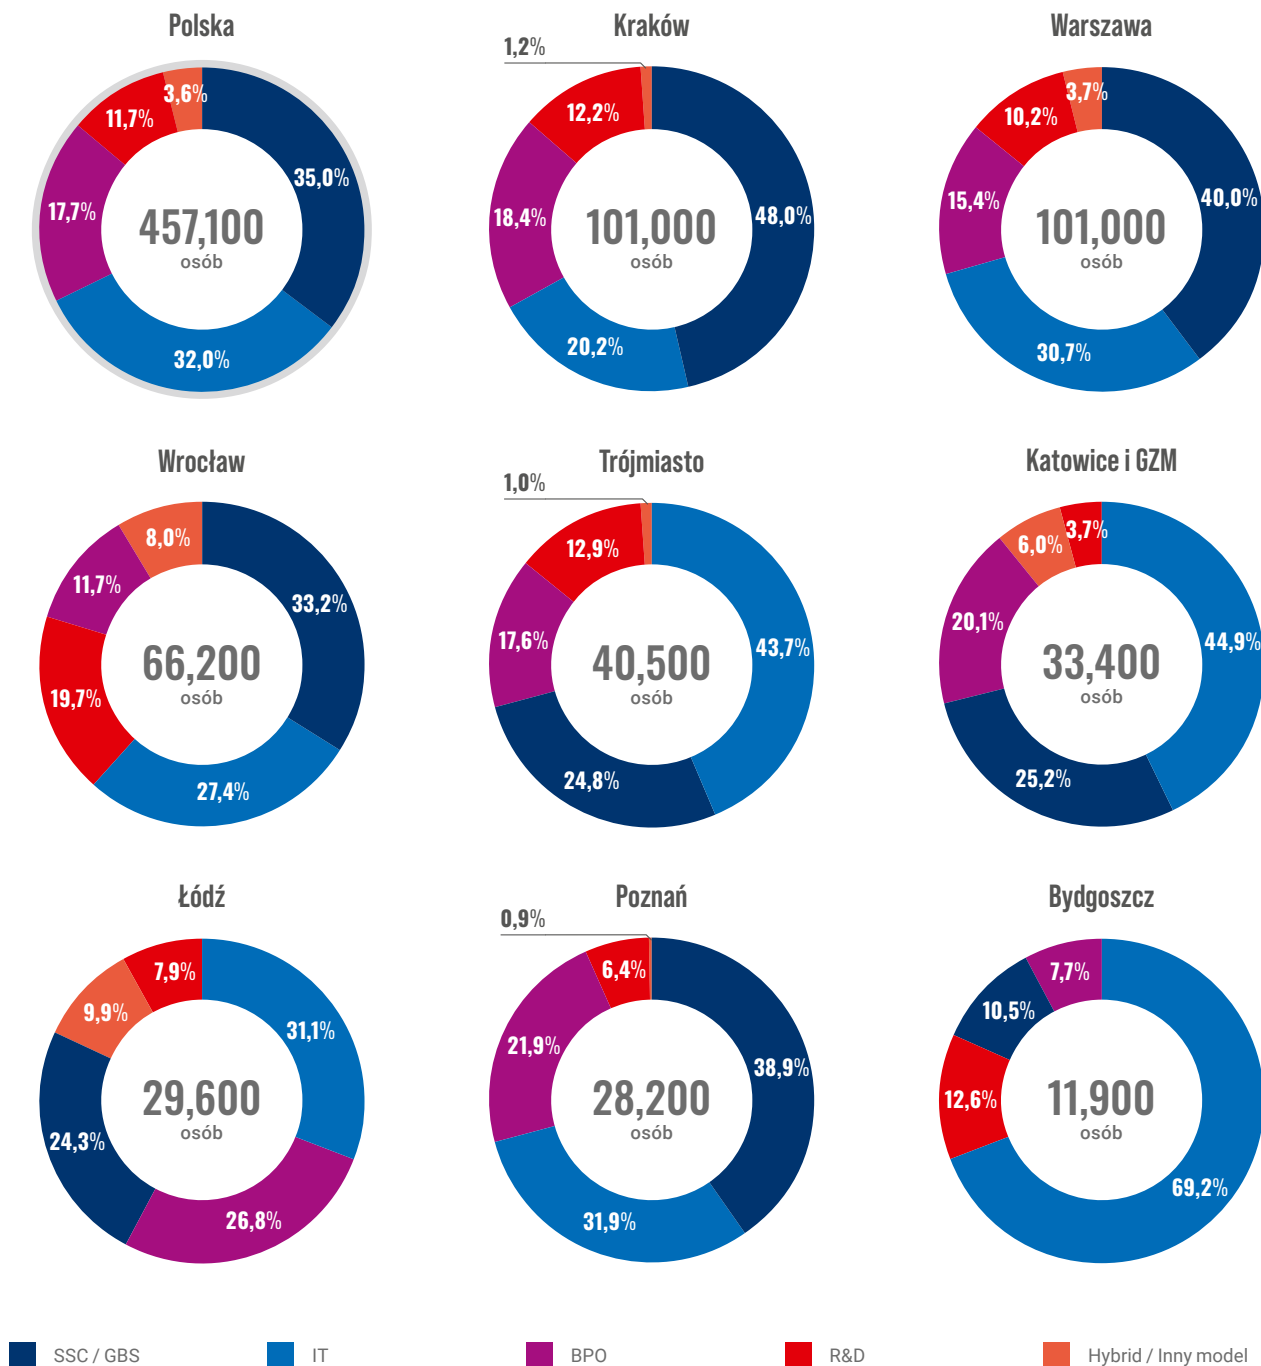 Polska
3,6%
11,7%
35,0%
17,7%
457,100
osób
32,0%
Kraków
1,2%
12,2%
18,4%
48,0%
101,000
osób
20,2%
Warszawa
3,7%
10,2%
15,4%
40,0%
101,000
osób
30,7%
Wrocław
8,0%
11,7%
33,2%
66,200
osób
19,7%
27,4%
Trójmiasto
1,0%
12,9%
17,6%
43,7%
40,500
osób
24,8%
Katowice i GZM
3,7%
6,0%
20,1%
44,9%
33,400
osób
25,2%
Łódź
7,9%
9,9%
31,1%
29,600
osób
24,3%
26,8%
Poznań
0,9%
6,4%
21,9%
38,9%
28,200
osób
31,9%
Bydgoszcz
7,7%
10,5%
12,6%
11,900
osób
69,2%
SSC / GBS
IT
BPO
R&D
Hybrid / Inny model